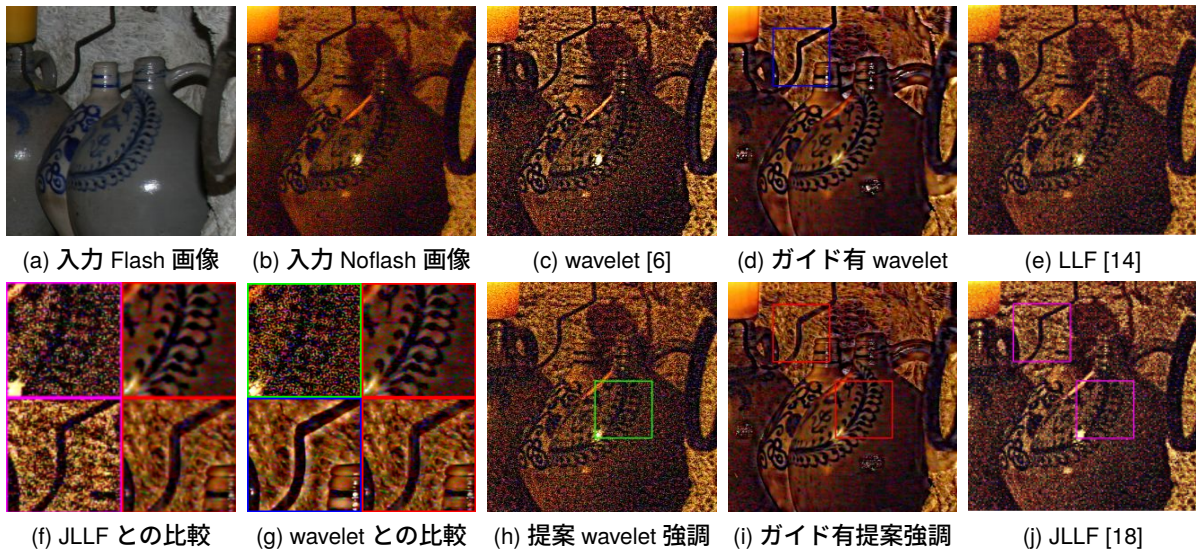 (a) 入力 Flash 画像
(b) 入力 Noflash 画像
(c) wavelet [6]
(d) ガイド有 wavelet
(e) LLF [14]
(f) JLLF との比較
(g) wavelet との比較
(h) 提案 wavelet 強調
(i) ガイド有提案強調
(j) JLLF [18]